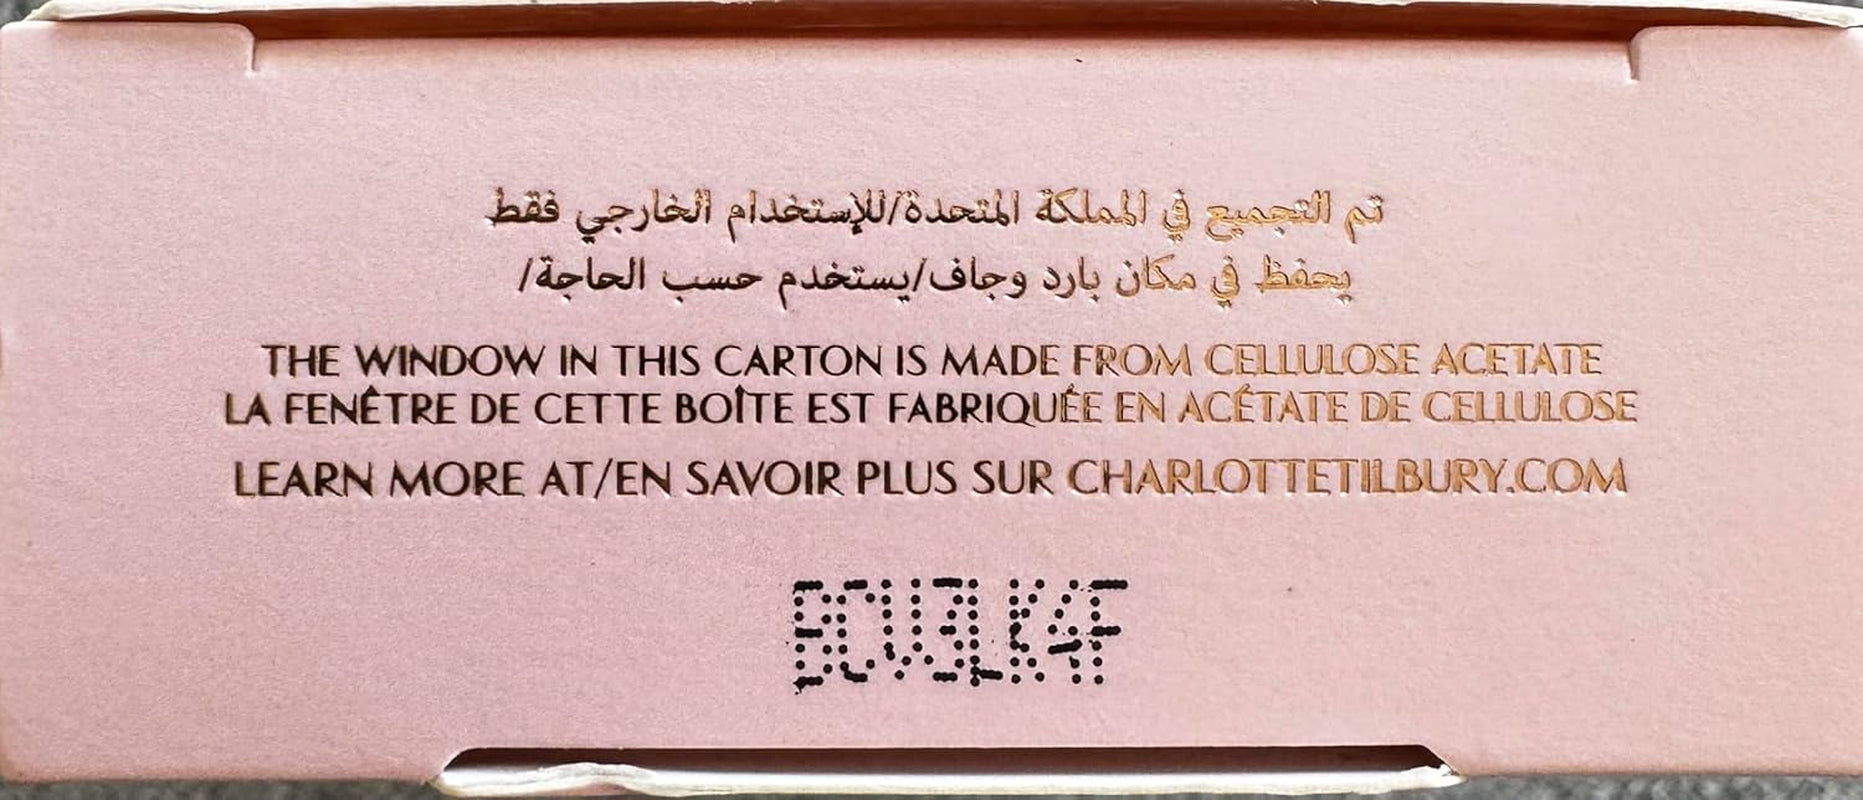 تم التجميع في المملكة المتحدة/للإستخدام الخارجي فقط
يحفظ في مكان بارد وجاف/يستخدم حسب الحاجة/
THE WINDOW IN THIS CARTON IS MADE FROM CELLULOSE ACETATE
LA FENÊTRE DE CETTE BOÎTE EST FABRIQUÉE EN ACÉTATE DE CELLULOSE
LEARN MORE AT/EN SAVOIR PLUS SUR CHARLOTTETILBURY.COM